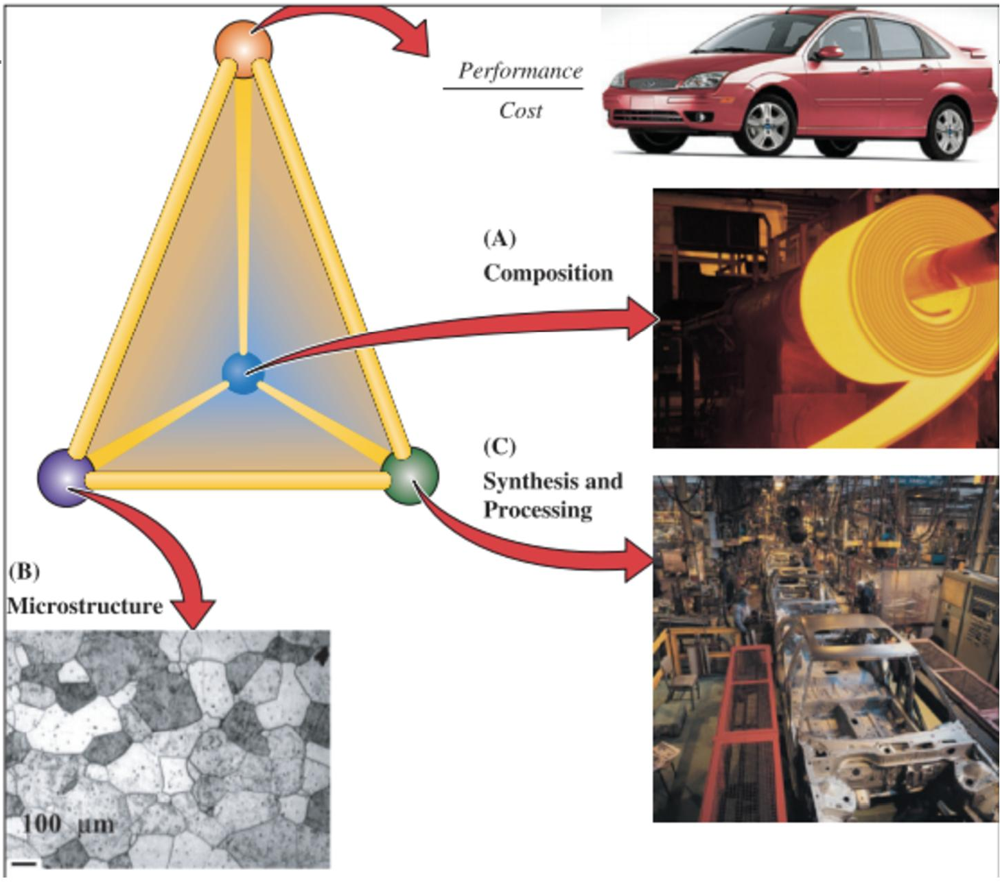 Performance
Cost
(A)
Composition
(C)
Synthesis and
Processing
(B)
Microstructure
100 μm